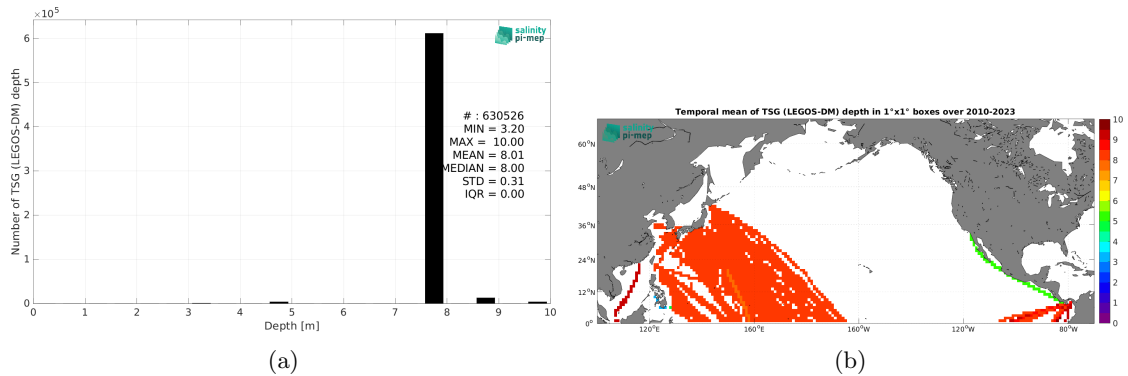 ×10⁵
6
5
4
3
2
1
0
Number of TSG (LEGOS-DM) depth
salinity
pi-mep
# : 630526
MIN = 3.20
MAX = 10.00
MEAN = 8.01
MEDIAN = 8.00
STD = 0.31
IQR = 0.00
0 1 2 3 4 5 6 7 8 9 10
Depth [m]
(a)
Temporal mean of TSG (LEGOS-DM) depth in 1°x1° boxes over 2010-2023
salinity
pi-mep
60°N
48°N
36°N
24°N
12°N
0°
120°E 160°E 160°W 120°W 80°W
10
9
8
7
6
5
4
3
2
1
0
(b)